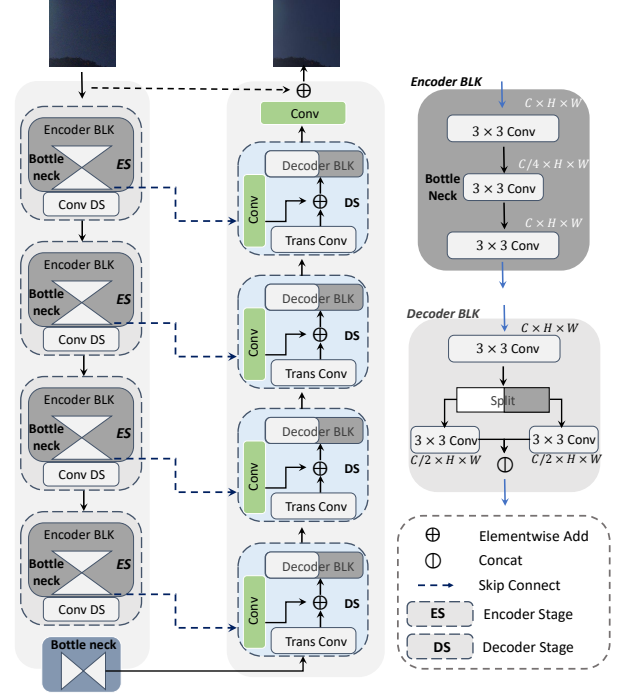 Encoder BLK
Bottle
neck
ES
Conv DS
Encoder BLK
Bottle
neck
ES
Conv DS
Encoder BLK
Bottle
neck
ES
Conv DS
Encoder BLK
Bottle
neck
ES
Conv DS
Bottle neck
Conv
Decoder BLK
Conv
DS
Trans Conv
Decoder BLK
Conv
DS
Trans Conv
Decoder BLK
Conv
DS
Trans Conv
Decoder BLK
Conv
DS
Trans Conv
Encoder BLK
C × H × W
3 × 3 Conv
C/4 × H × W
Bottle
Neck
3 × 3 Conv
C × H × W
3 × 3 Conv
Decoder BLK
C × H × W
3 × 3 Conv
Split
3 × 3 Conv
3 × 3 Conv
C/2 × H × W
C/2 × H × W
Elementwise Add
Concat
Skip Connect
ES
Encoder Stage
DS
Decoder Stage